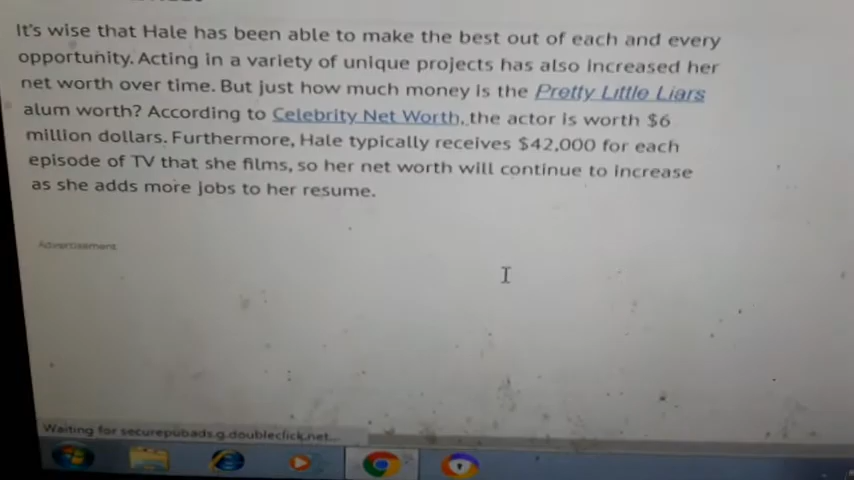 It's wise that Hale has been able to make the best out of each and every
opportunity. Acting in a variety of unique projects has also increased her
net worth over time. But just how much money is the Pretty Little Liars
alum worth? According to Celebrity Net Worth, the actor is worth $6
million dollars. Furthermore, Hale typically receives $42,000 for each
episode of TV that she films, so her net worth will continue to increase
as she adds more jobs to her resume.
Advertisement
Waiting for securepubads.g.doubleclick.net...